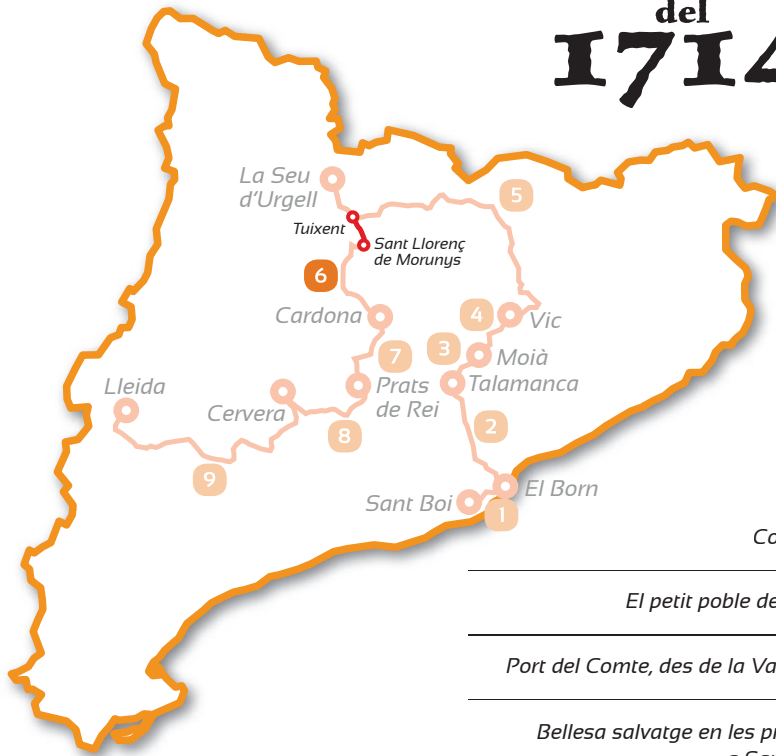 del
1714
La Seu
d'Urgell
5
Tuixent
Sant Llorenç
de Morunys
6
Cardona
4
Vic
3
Moià
7
Lleida
Prats
de Rei
Talamanca
Cervera
8
2
9
Sant Boi
El Born
1
Co
El petit poble de
Port del Comte, des de la Va
Bellesa salvatge en les p